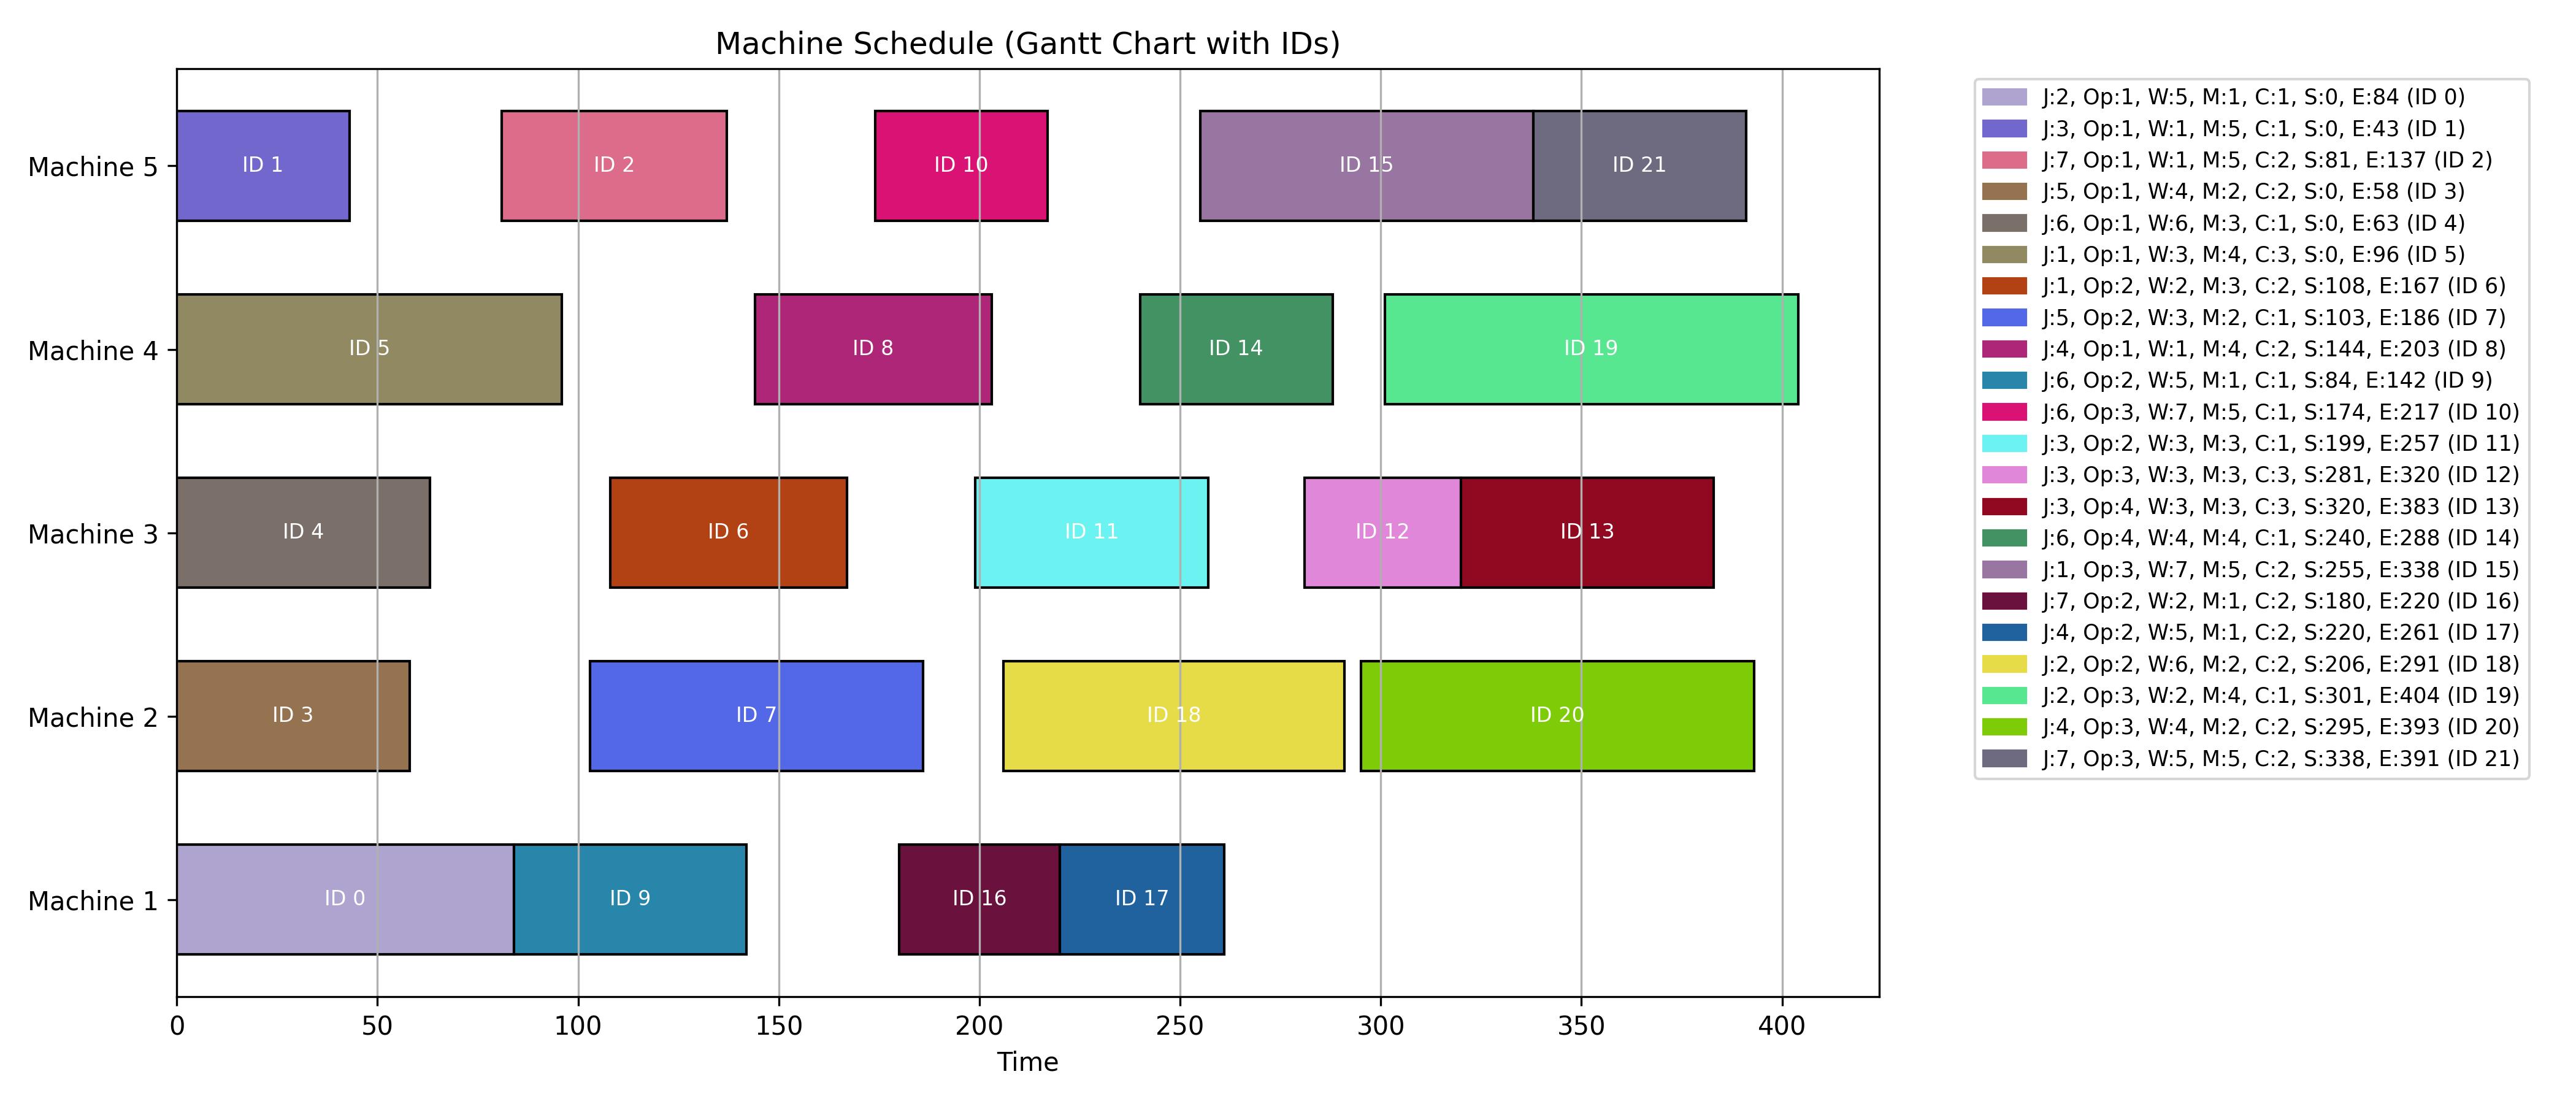 Machine Schedule (Gantt Chart with IDs)
Machine 5
ID 1
ID 2
ID 10
ID 15
ID 21
Machine 4
ID 5
ID 8
ID 14
ID 19
Machine 3
ID 4
ID 6
ID 11
ID 12
ID 13
Machine 2
ID 3
ID 7
ID 18
ID 20
Machine 1
ID 0
ID 9
ID 16
ID 17
0 50 100 150 200 250 300 350 400
Time
J:2, Op:1, W:5, M:1, C:1, S:0, E:84 (ID 0)
J:3, Op:1, W:1, M:5, C:1, S:0, E:43 (ID 1)
J:7, Op:1, W:1, M:5, C:2, S:81, E:137 (ID 2)
J:5, Op:1, W:4, M:2, C:2, S:0, E:58 (ID 3)
J:6, Op:1, W:6, M:3, C:1, S:0, E:63 (ID 4)
J:1, Op:1, W:3, M:4, C:3, S:0, E:96 (ID 5)
J:1, Op:2, W:2, M:3, C:2, S:108, E:167 (ID 6)
J:5, Op:2, W:3, M:2, C:1, S:103, E:186 (ID 7)
J:4, Op:1, W:1, M:4, C:2, S:144, E:203 (ID 8)
J:6, Op:2, W:5, M:1, C:1, S:84, E:142 (ID 9)
J:6, Op:3, W:7, M:5, C:1, S:174, E:217 (ID 10)
J:3, Op:2, W:3, M:3, C:1, S:199, E:257 (ID 11)
J:3, Op:3, W:3, M:3, C:3, S:281, E:320 (ID 12)
J:3, Op:4, W:3, M:3, C:3, S:320, E:383 (ID 13)
J:6, Op:4, W:4, M:4, C:1, S:240, E:288 (ID 14)
J:1, Op:3, W:7, M:5, C:2, S:255, E:338 (ID 15)
J:7, Op:2, W:2, M:1, C:2, S:180, E:220 (ID 16)
J:4, Op:2, W:5, M:1, C:2, S:220, E:261 (ID 17)
J:2, Op:2, W:6, M:2, C:2, S:206, E:291 (ID 18)
J:2, Op:3, W:2, M:4, C:1, S:301, E:404 (ID 19)
J:4, Op:3, W:4, M:2, C:2, S:295, E:393 (ID 20)
J:7, Op:3, W:5, M:5, C:2, S:338, E:391 (ID 21)